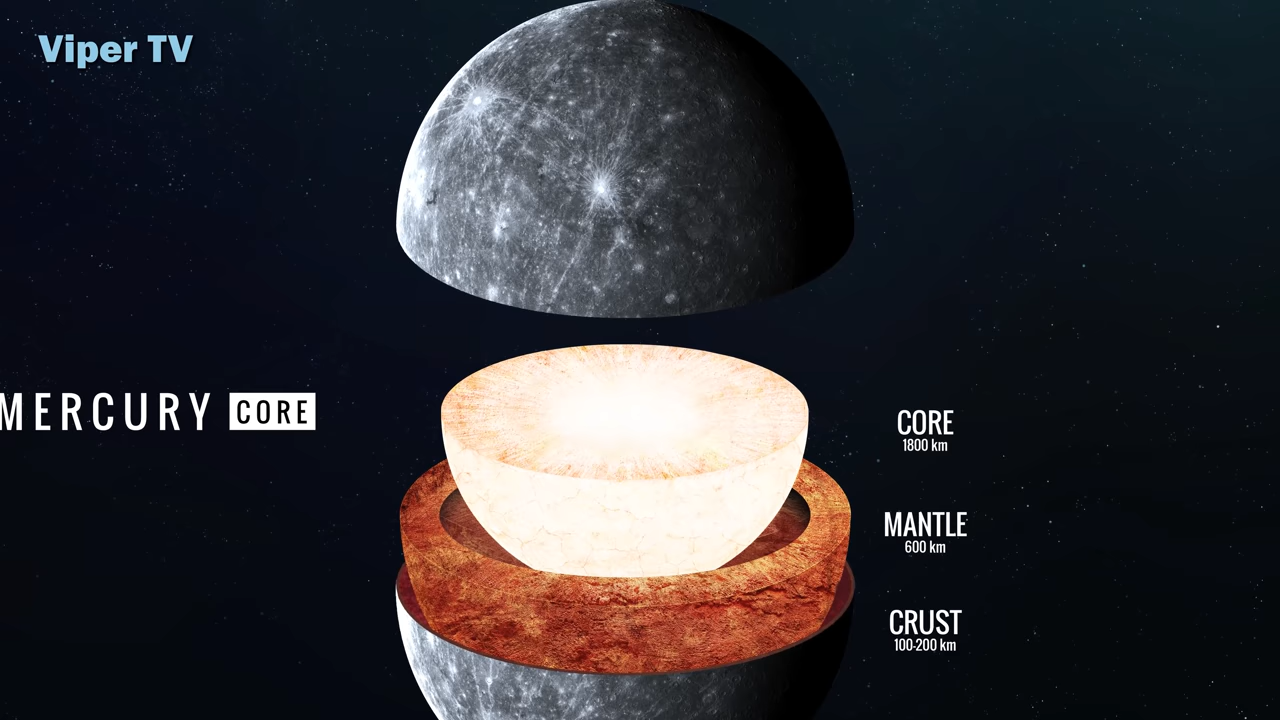 Viper TV
MERCURY CORE
CORE
1800 km
MANTLE
600 km
CRUST
100-200 km